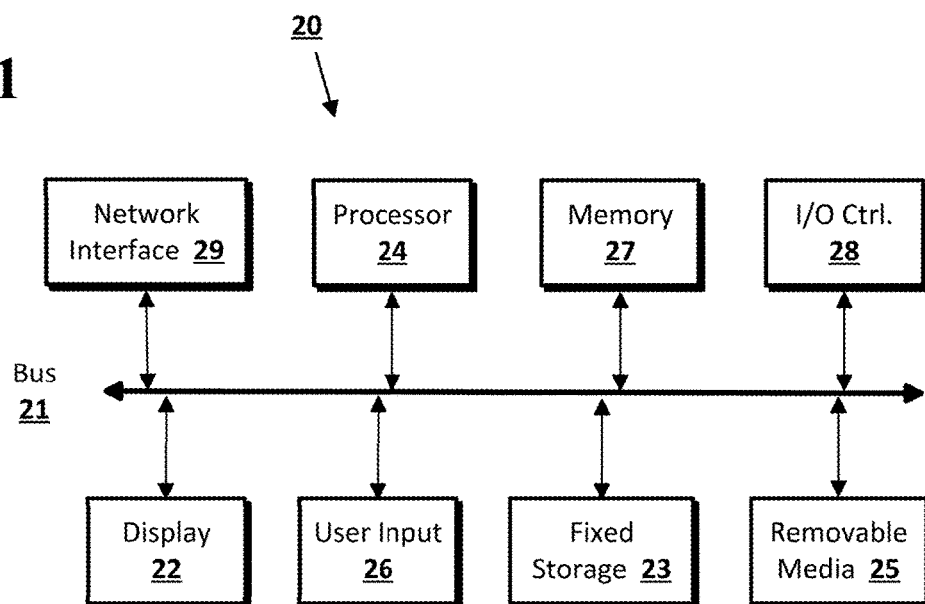 20
1
Network
Interface 29
Processor
24
Memory
27
I/O Ctrl.
28
Bus
21
Display
22
User Input
26
Fixed
Storage 23
Removable
Media 25